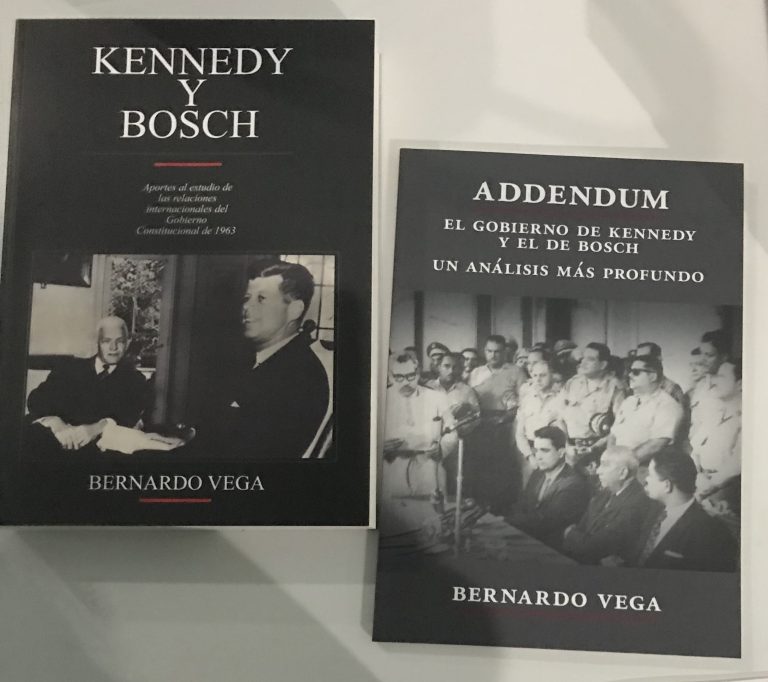 KENNEDY
Y
BOSCH
Aportes al estudio de
las relaciones
internacionales del
Gobierno
Constitucional de 1963
BERNARDO VEGA
ADDENDUM
EL GOBIERNO DE KENNEDY
Y EL DE BOSCH
UN ANÁLISIS MÁS PROFUNDO
BERNARDO VEGA